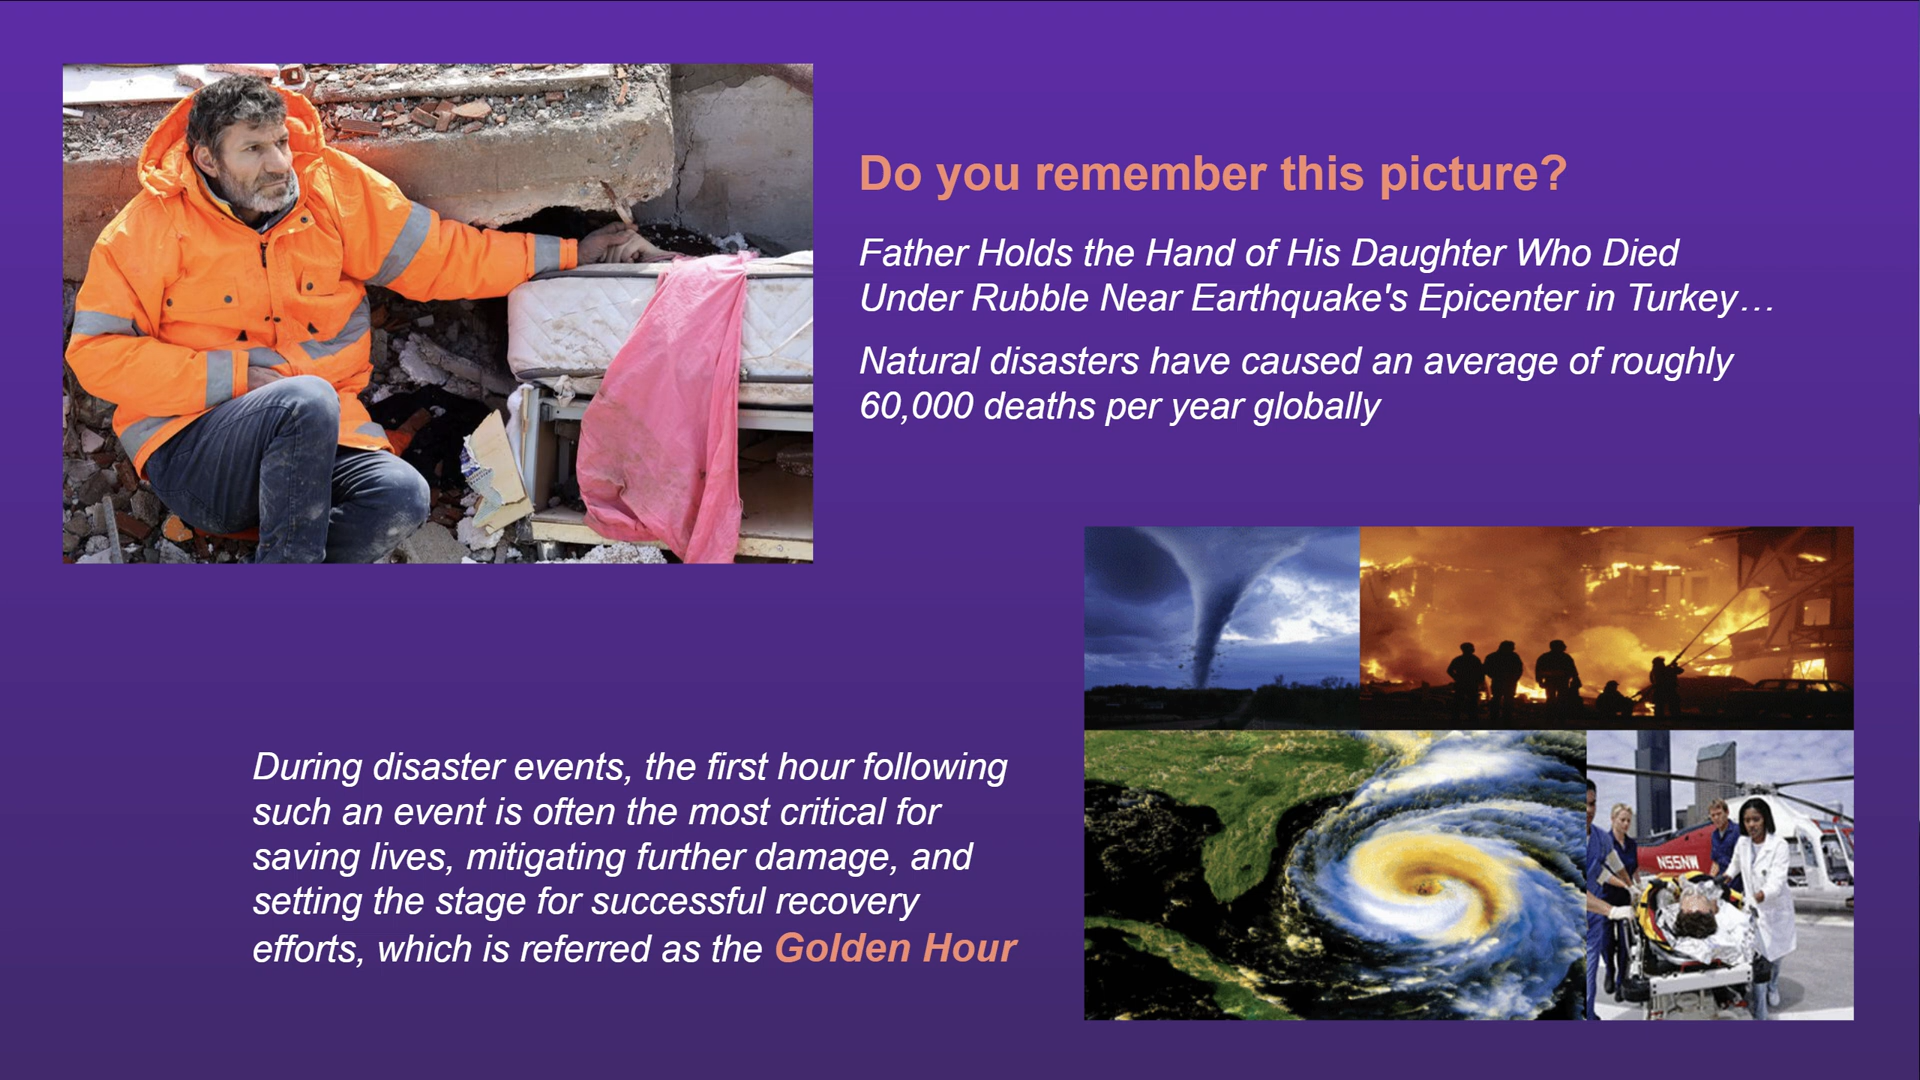 Do you remember this picture?
Father Holds the Hand of His Daughter Who Died
Under Rubble Near Earthquake's Epicenter in Turkey…
Natural disasters have caused an average of roughly
60,000 deaths per year globally
During disaster events, the first hour following
such an event is often the most critical for
saving lives, mitigating further damage, and
setting the stage for successful recovery
efforts, which is referred as the Golden Hour
N55NW